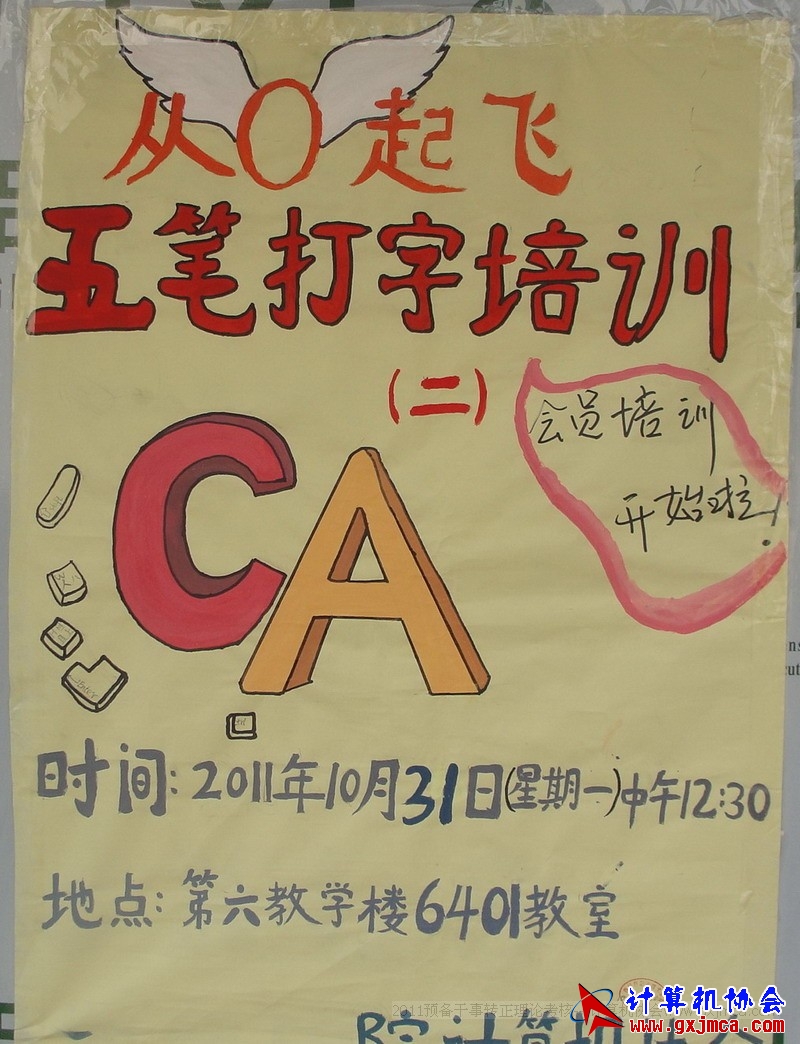 从0起飞
五笔打字培训
(二)
会员培训
开始啦!
CA
时间:2011年10月31日(星期一)中午12:30
地点:第六教学楼6401教室
计算机协会
www.gxjmca.com